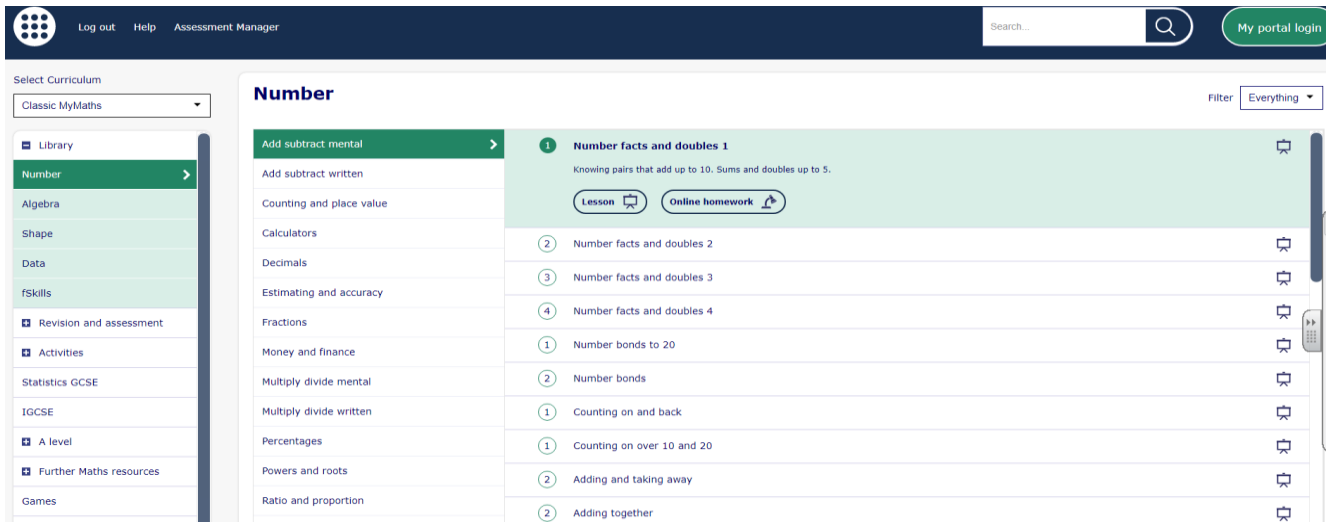 Log out Help Assessment Manager Search... My portal login
Select Curriculum
Classic MyMaths
Library
Number
Algebra
Shape
Data
fSkills
Revision and assessment
Activities
Statistics GCSE
IGCSE
A level
Further Maths resources
Games
Number
Filter Everything
Add subtract mental
Add subtract written
Counting and place value
Calculators
Decimals
Estimating and accuracy
Fractions
Money and finance
Multiply divide mental
Multiply divide written
Percentages
Powers and roots
Ratio and proportion
1 Number facts and doubles 1
Knowing pairs that add up to 10. Sums and doubles up to 5.
Lesson Online homework
2 Number facts and doubles 2
3 Number facts and doubles 3
4 Number facts and doubles 4
1 Number bonds to 20
2 Number bonds
1 Counting on and back
1 Counting on over 10 and 20
2 Adding and taking away
2 Adding together